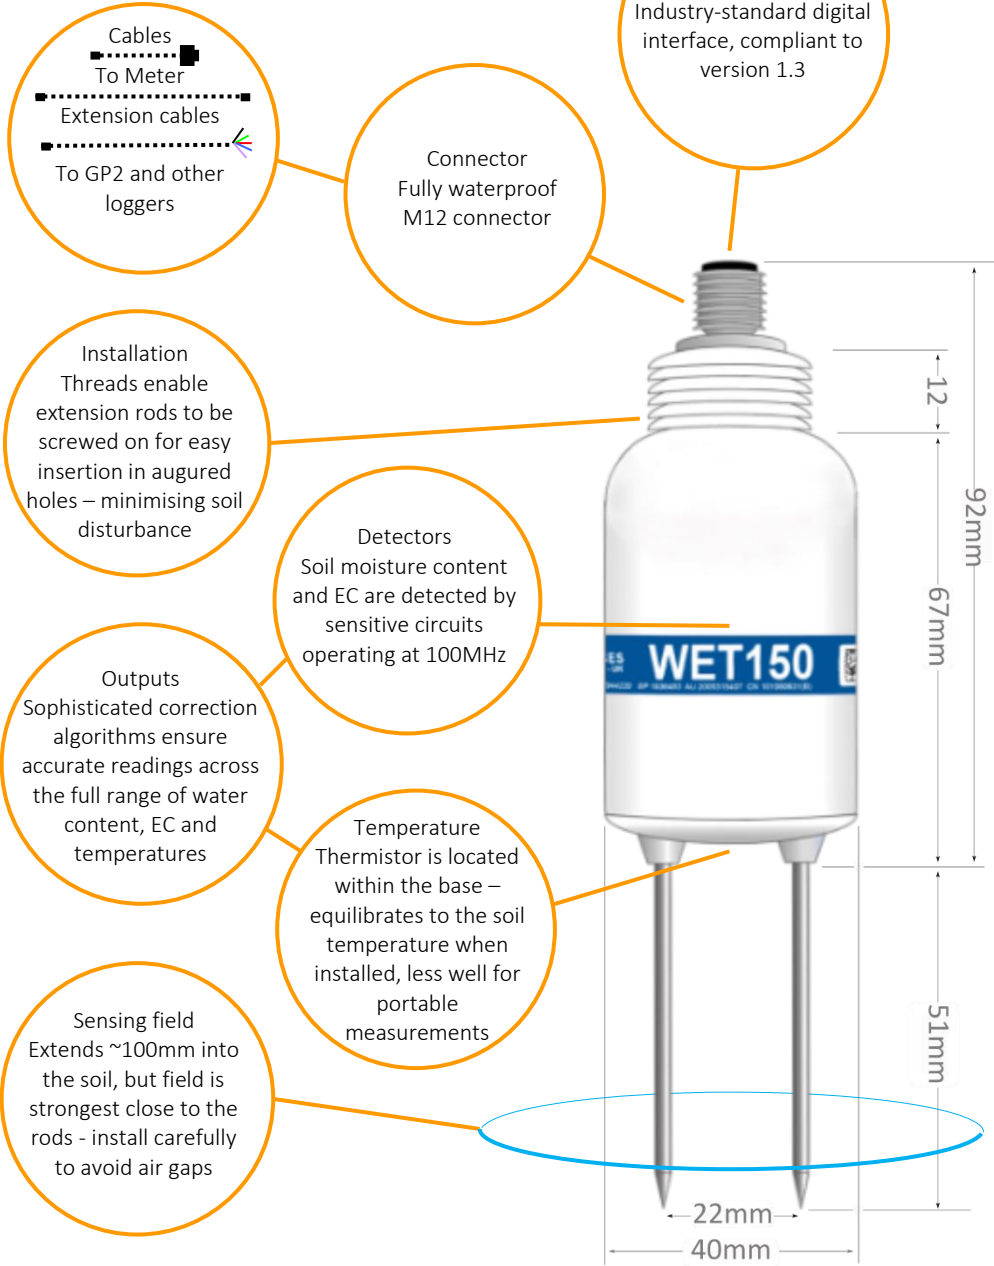 Industry-standard digital
interface, compliant to
version 1.3
Cables
To Meter
Extension cables
To GP2 and other
loggers
Connector
Fully waterproof
M12 connector
Installation
Threads enable
extension rods to be
screwed on for easy
insertion in augured
holes – minimising soil
disturbance
12
92mm
Detectors
Soil moisture content
and EC are detected by
sensitive circuits
operating at 100MHz
67mm
WET150
Outputs
Sophisticated correction
algorithms ensure
accurate readings across
the full range of water
content, EC and
temperatures
Temperature
Thermistor is located
within the base –
equilibrates to the soil
temperature when
installed, less well for
portable
measurements
51mm
Sensing field
Extends ~100mm into
the soil, but field is
strongest close to the
rods - install carefully
to avoid air gaps
22mm
40mm